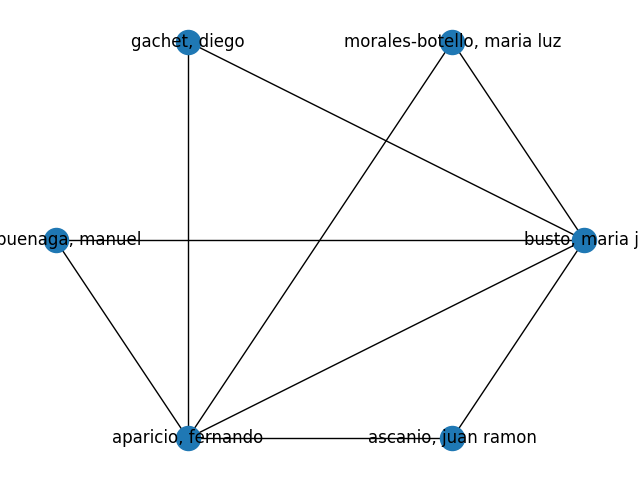 gachet, diego
morales-botello, maria luz
buenaga, manuel
busto, maria j
aparicio, fernando
ascanio, juan ramon